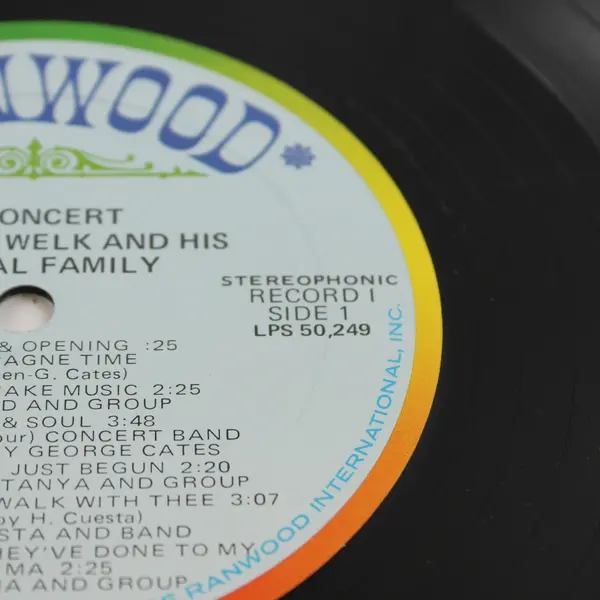 NWOOD
CONCERT
WELK AND HIS
AL FAMILY
STEREOPHONIC
RECORD I
SIDE 1
LPS 50,249
& OPENING :25
AGNE TIME
en-G. Cates)
AKE MUSIC 2:25
D AND GROUP
& SOUL 3:48
our) CONCERT BAND
Y GEORGE CATES
JUST BEGUN 2:20
TANYA AND GROUP
WALK WITH THEE 3:07
by H. Cuesta)
STA AND BAND
HEY'VE DONE TO MY
MA 2:25
JA AND GROUP
RANWOOD INTERNATIONAL, INC.